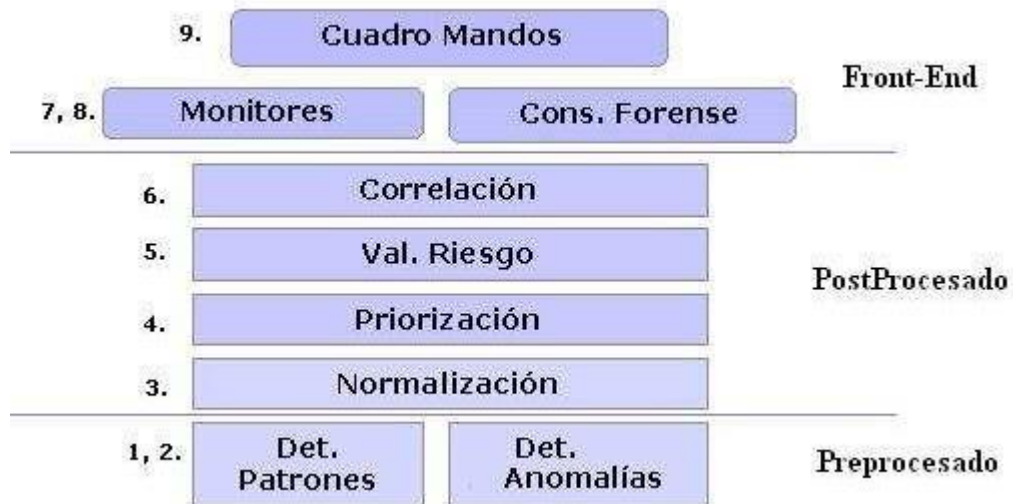 9. Cuadro Mandos
Front-End
7, 8. Monitores Cons. Forense
6. Correlación
5. Val. Riesgo
PostProcesado
4. Priorización
3. Normalización
1, 2. Det. Patrones Det. Anomalías
Preprocesado